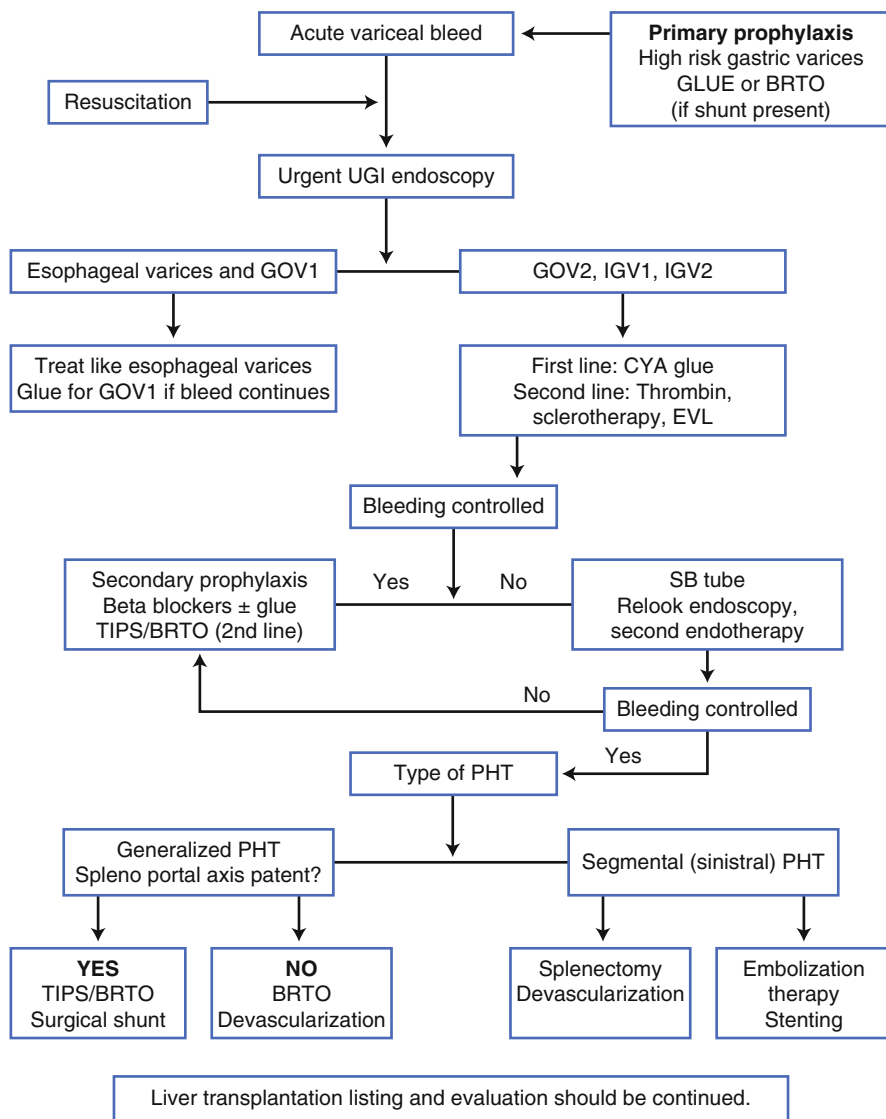 Acute variceal bleed
Primary prophylaxis
High risk gastric varices
GLUE or BRTO
(if shunt present)
Resuscitation
Urgent UGI endoscopy
Esophageal varices and GOV1
GOV2, IGV1, IGV2
Treat like esophageal varices
Glue for GOV1 if bleed continues
First line: CYA glue
Second line: Thrombin,
sclerotherapy, EVL
Bleeding controlled
Secondary prophylaxis
Beta blockers ± glue
TIPS/BRTO (2nd line)
Yes
No
SB tube
Relook endoscopy,
second endotherapy
No
Bleeding controlled
Yes
Type of PHT
Generalized PHT
Spleno portal axis patent?
Segmental (sinistral) PHT
YES
TIPS/BRTO
Surgical shunt
NO
BRTO
Devascularization
Splenectomy
Devascularization
Embolization
therapy
Stenting
Liver transplantation listing and evaluation should be continued.